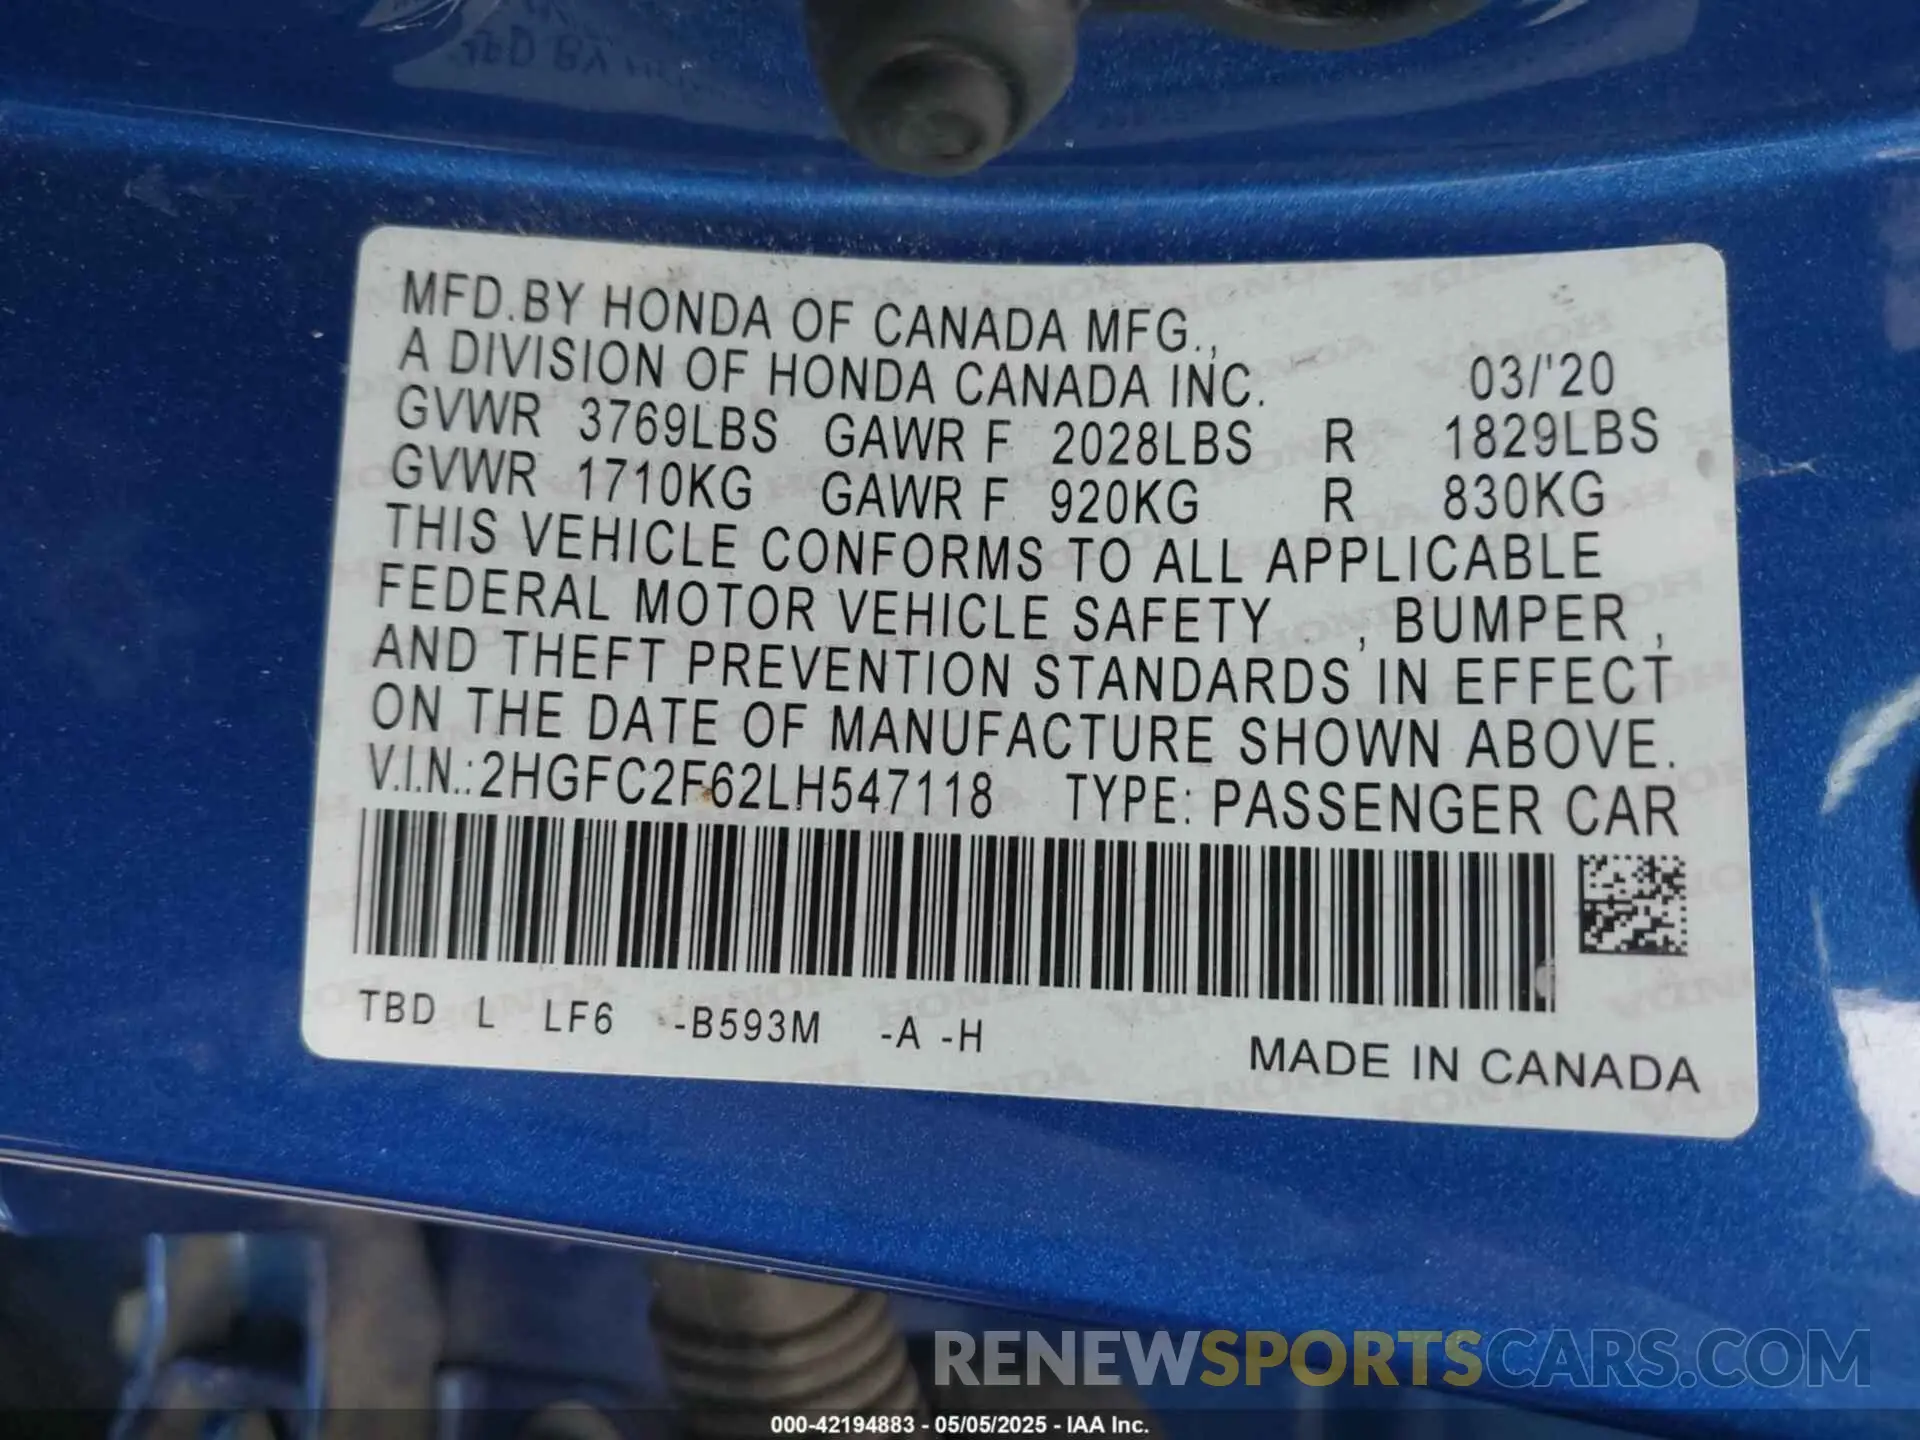 MFD.BY HONDA OF CANADA MFG.,
A DIVISION OF HONDA CANADA INC. 03/'20
GVWR 3769LBS GAWR F 2028LBS R 1829LBS
GVWR 1710KG GAWR F 920KG R 830KG
THIS VEHICLE CONFORMS TO ALL APPLICABLE
FEDERAL MOTOR VEHICLE SAFETY , BUMPER ,
AND THEFT PREVENTION STANDARDS IN EFFECT
ON THE DATE OF MANUFACTURE SHOWN ABOVE.
V.I.N.:2HGFC2F62LH547118 TYPE: PASSENGER CAR
TBD L LF6 -B593M -A -H
MADE IN CANADA
RENEWSPORTSCARS.COM
000-42194883 - 05/05/2025 - IAA Inc.